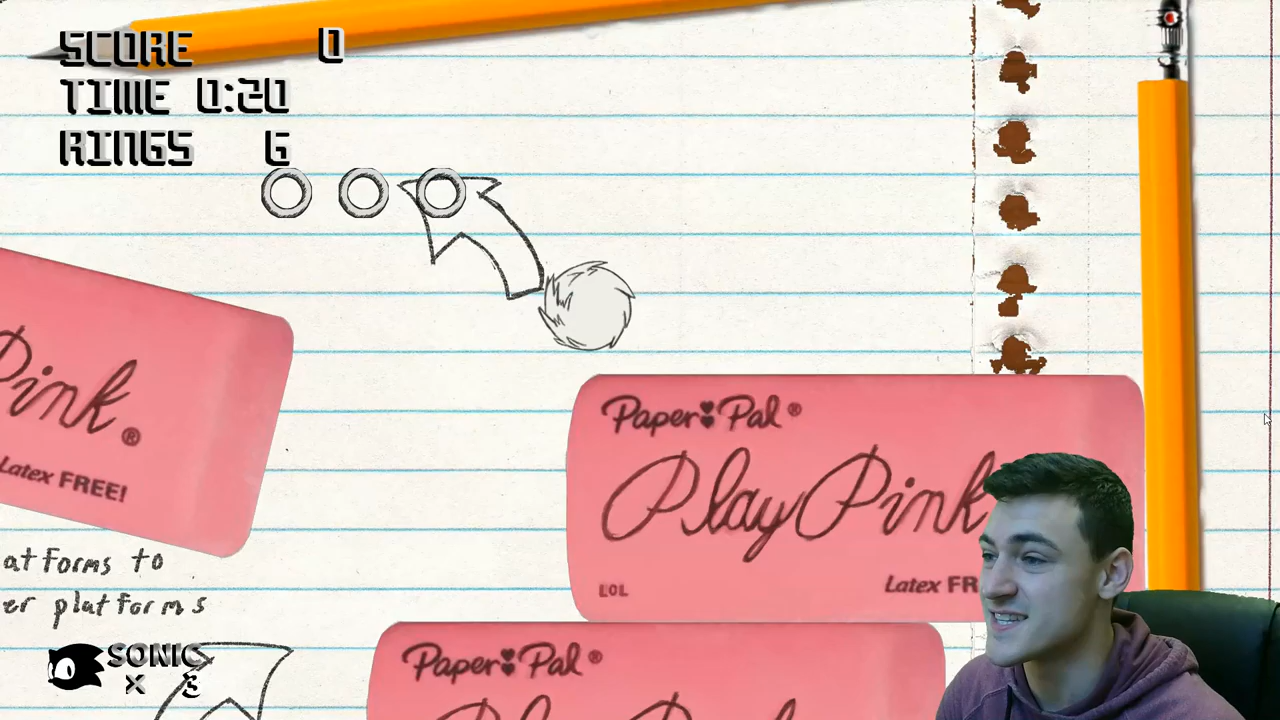 SCORE 0
TIME 0:20
RINGS 6
Pink®
Latex FREE!
Paper Pal®
Play Pink
LOL
Latex FR
atforms to
er platforms
SONIC
× 3
Paper Pal®